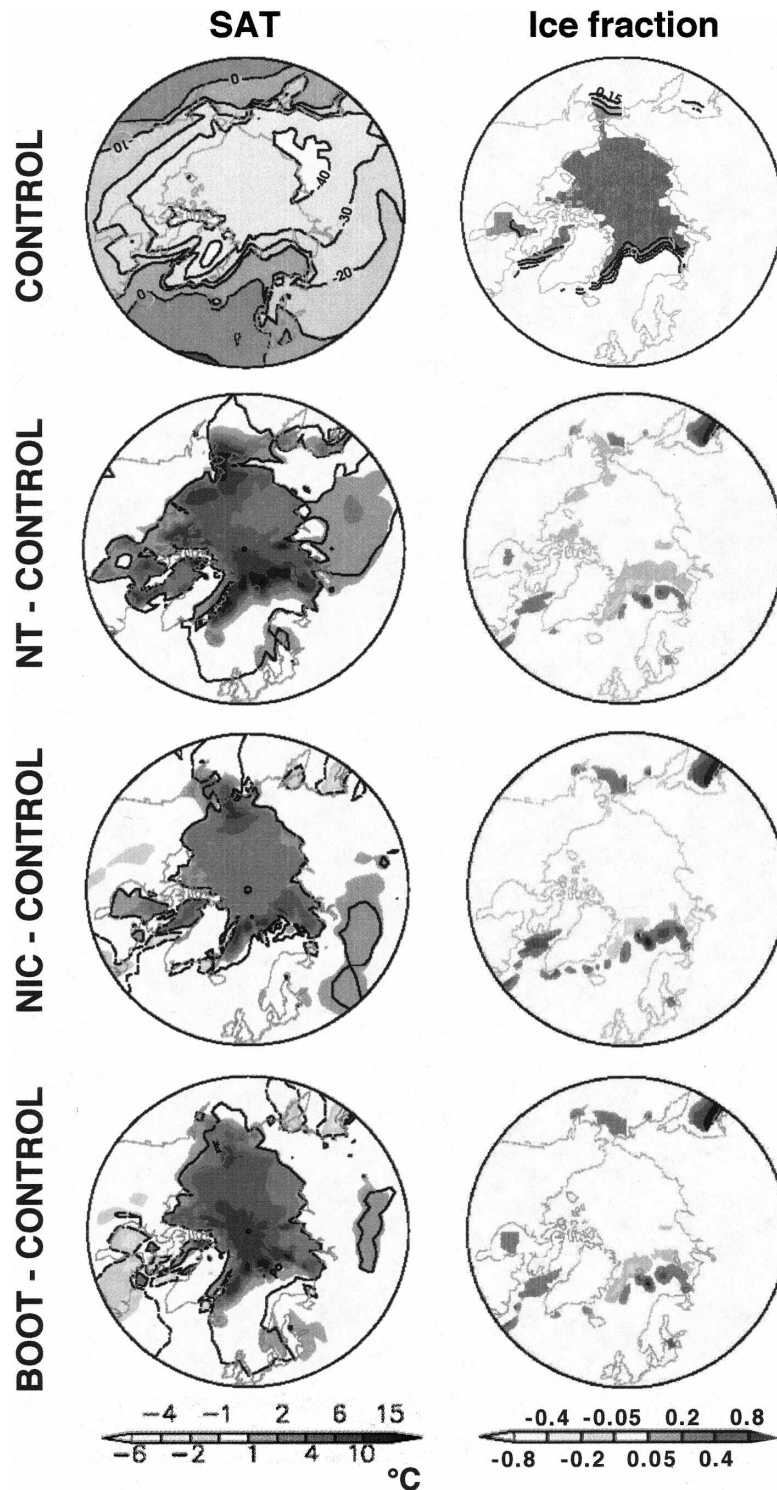 SAT Ice fraction
CONTROL
0
-10
-40
-30
-20
0
0.15
NT - CONTROL
NIC - CONTROL
BOOT - CONTROL
-4 -1 2 6 15
-6 -2 1 4 10
°C
-0.4 -0.05 0.2 0.8
-0.8 -0.2 0.05 0.4